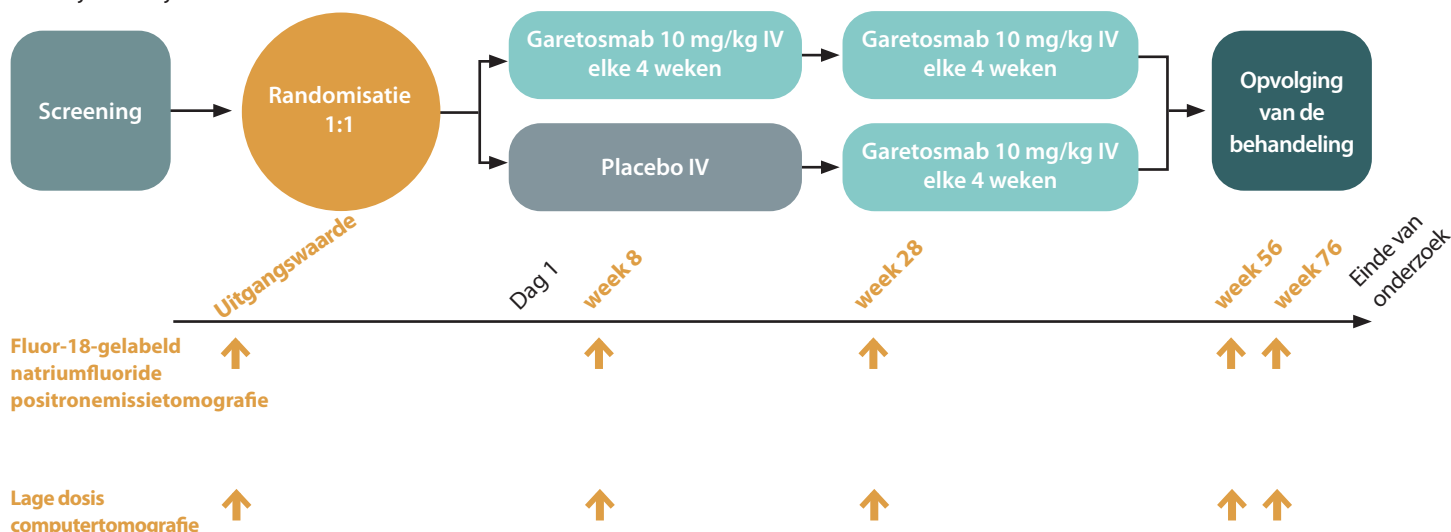 Screening
Randomisatie
1:1
Garetosmab 10 mg/kg IV
elke 4 weken
Garetosmab 10 mg/kg IV
elke 4 weken
Placebo IV
Garetosmab 10 mg/kg IV
elke 4 weken
Opvolging
van de
behandeling
Uitgangswaarde
Dag 1
week 8
week 28
week 56
week 76
Einde van
onderzoek
Fluor-18-gelabeld
natriumfluoride
positronemissietomografie
Lage dosis
computertomografie